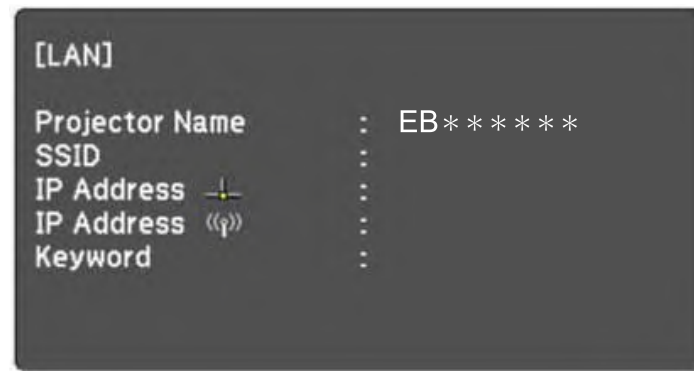 [LAN]
Projector Name : EB******
SSID :
IP Address :
IP Address :
Keyword :